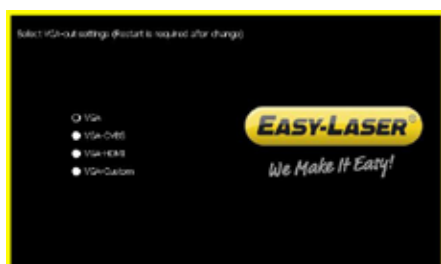 Select VGA-out settings (Restart is required after change)
VGA
VGA-CVBS
VGA-HDMI
VGA-Custom
EASY-LASER®
We Make It Easy!